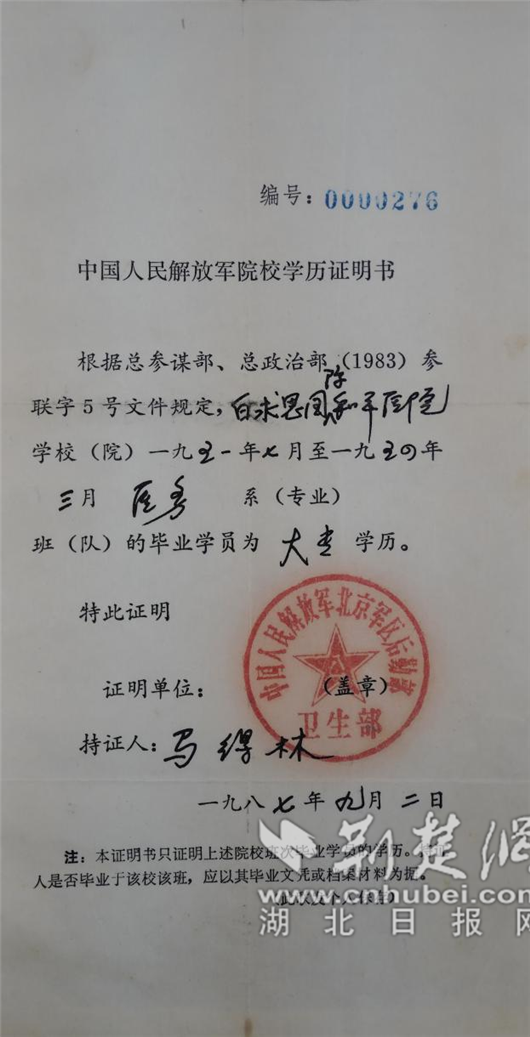 编号：0000276
中国人民解放军院校学历证明书
根据总参谋部、总政治部（1983）参
联字5号文件规定，白求恩国际和平医院
学校（院）一九五一年七月至一九五四年
三月 医务 系（专业）
班（队）的毕业学员为 大专 学历。
特此证明
中国人民解放军北京军区后勤部
卫生部
证明单位： （盖章）
持证人：马得林
一九八七年九月二日
注：本证明书只证明上述院校班次毕业学员的学历。
人是否毕业于该校该班，应以其毕业文凭或档案材料为据。
荆楚网
www.cnhubei.com
湖北日报网